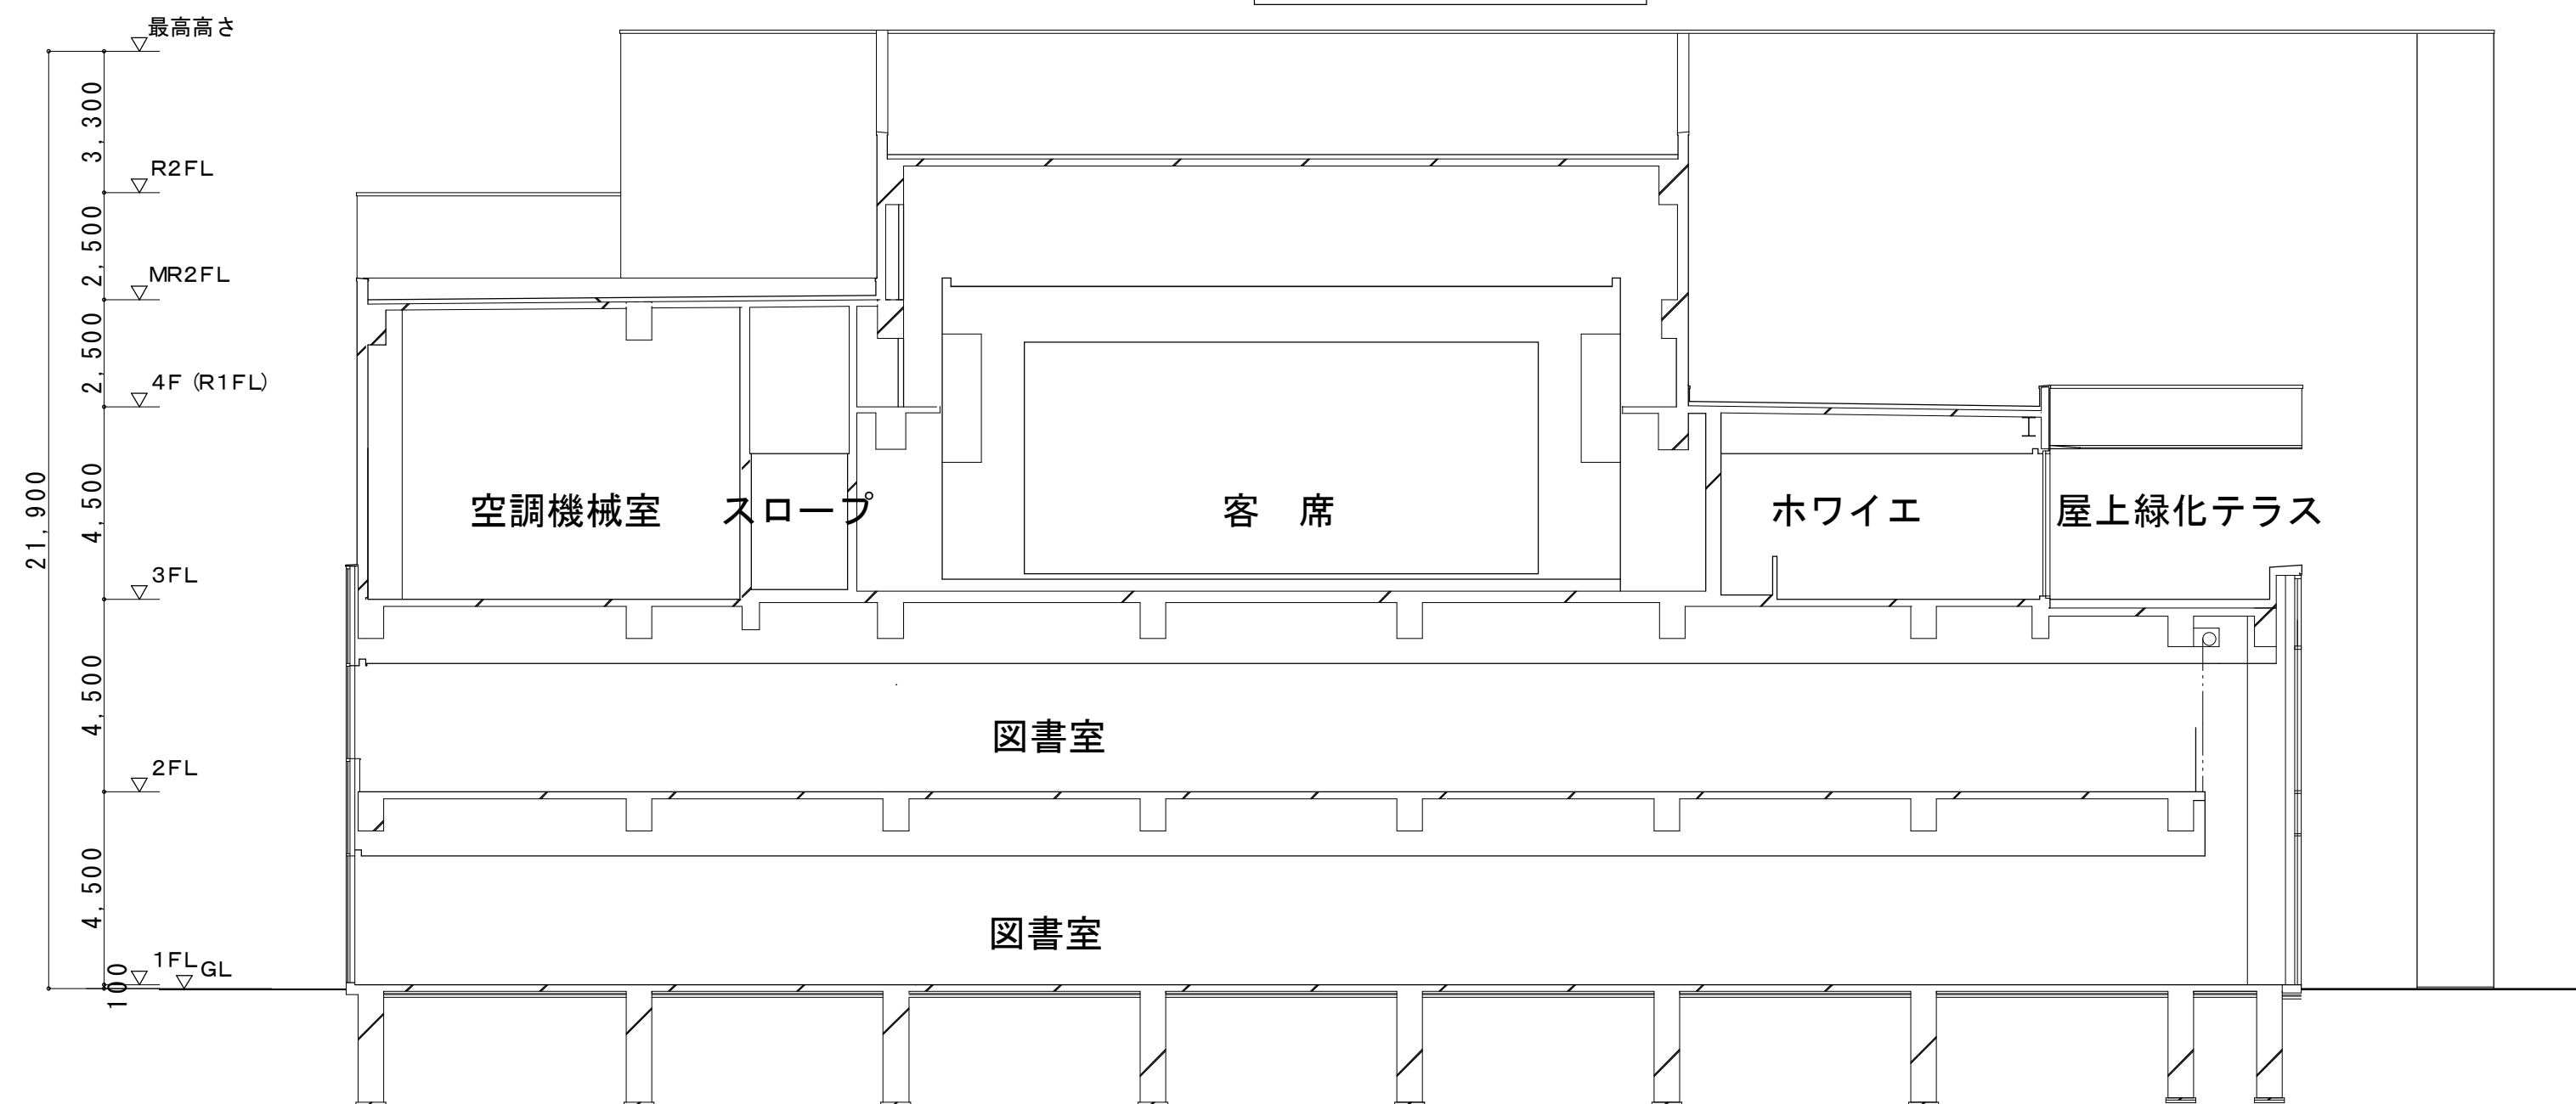 最高高さ
3,300
R2FL
2,500
MR2FL
2,500
4F (R1FL)
21,900
4,500
空調機械室
スロープ
客 席
ホワイエ
屋上緑化テラス
3FL
4,500
図書室
2FL
4,500
図書室
1FL
GL
100